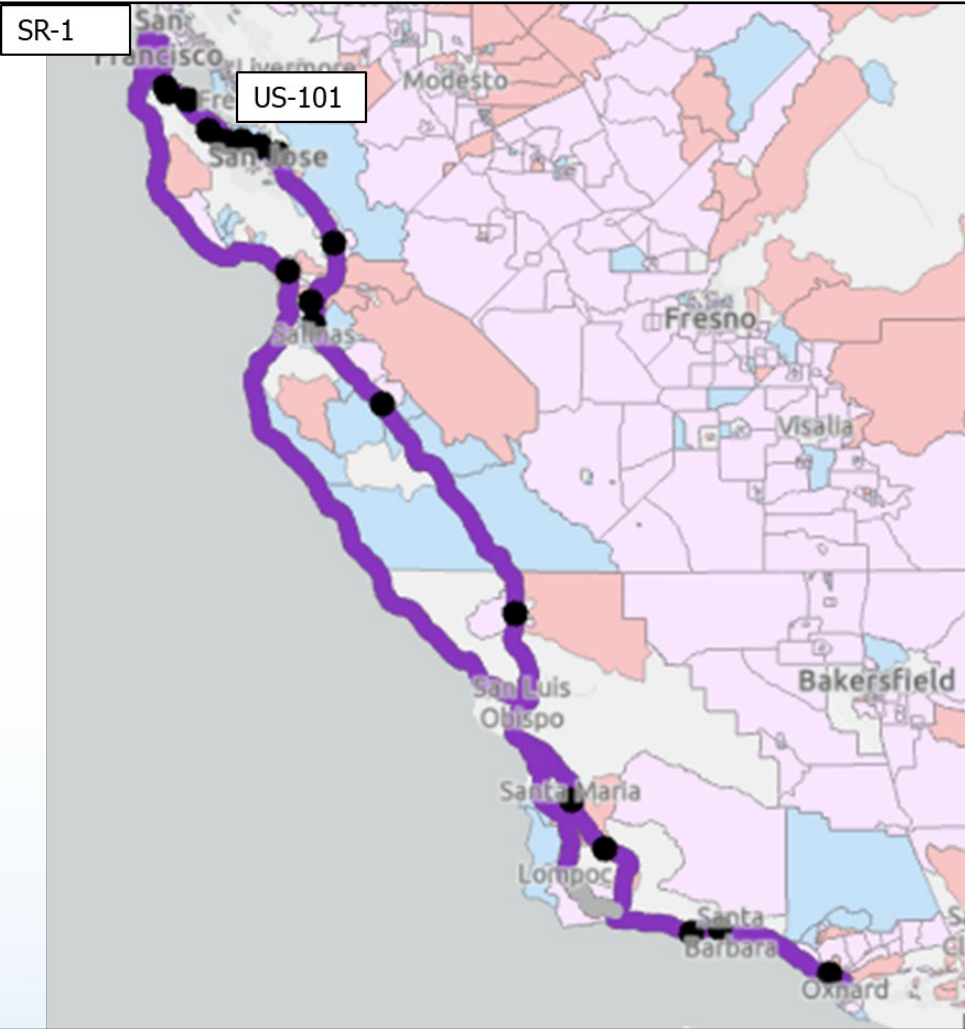 SR-1
San
Francisco
Livermore
Modesto
Fre
US-101
San Jose
Salinas
Fresno
Visalia
San Luis
Obispo
Bakersfield
Santa Maria
Lompoc
Santa
Barbara
Oxnard